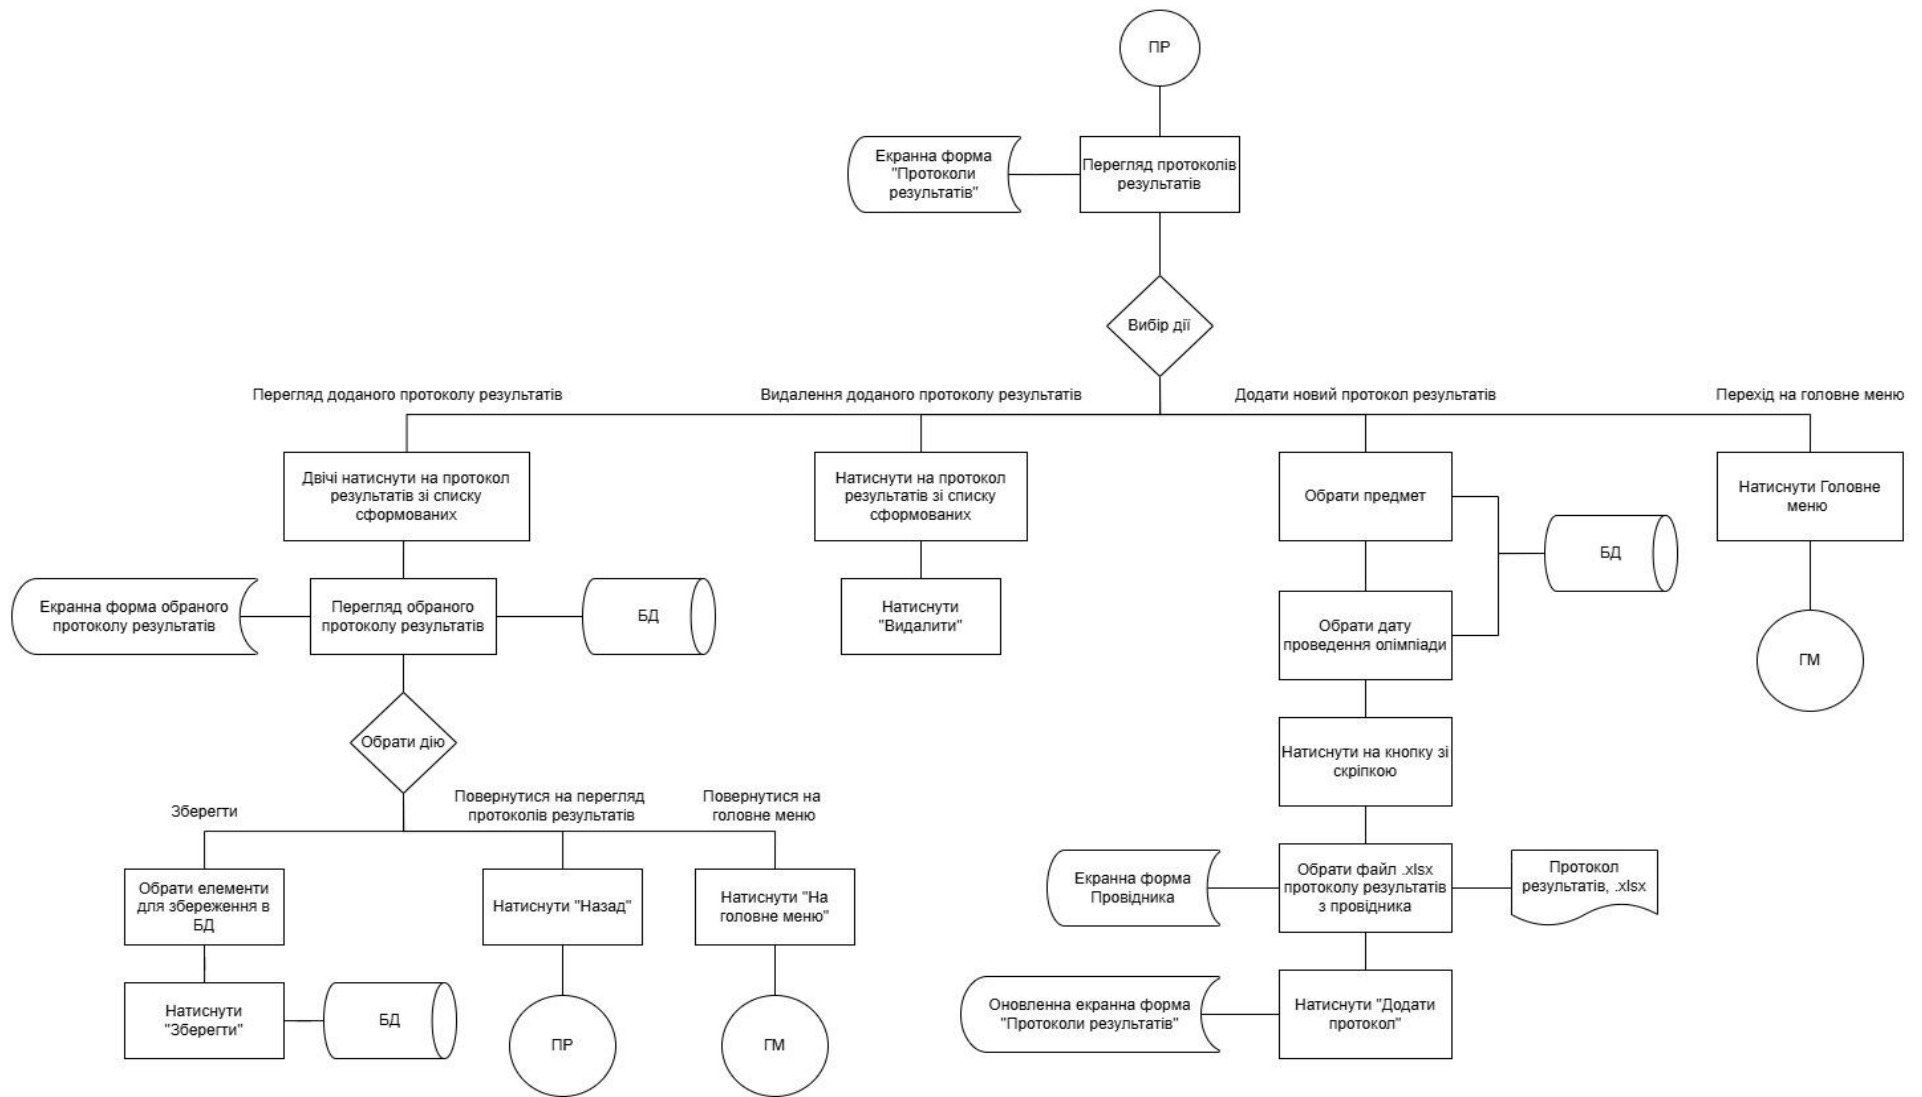 ПР
Екранна форма
"Протоколи
результатів"
Перегляд протоколів
результатів
Вибір дії
Перегляд доданого протоколу результатів
Видалення доданого протоколу результатів
Додати новий протокол результатів
Перехід на головне меню
Двічі натиснути на протокол
результатів зі списку
сформованих
Натиснути на протокол
результатів зі списку
сформованих
Обрати предмет
Натиснути Головне
меню
БД
Екранна форма обраного
протоколу результатів
Перегляд обраного
протоколу результатів
БД
Натиснути
"Видалити"
Обрати дату
проведення олімпіади
ГМ
Обрати дію
Натиснути на кнопку зі
скріпкою
Зберегти
Повернутися на перегляд
протоколів результатів
Повернутися на
головне меню
Обрати елементи
для збереження в
БД
Натиснути "Назад"
Натиснути "На
головне меню"
Екранна форма
Провідника
Обрати файл .xlsx
протоколу результатів
з провідника
Протокол
результатів, .xlsx
Натиснути
"Зберегти"
БД
ПР
ГМ
Оновленна екранна форма
"Протоколи результатів"
Натиснути "Додати
протокол"